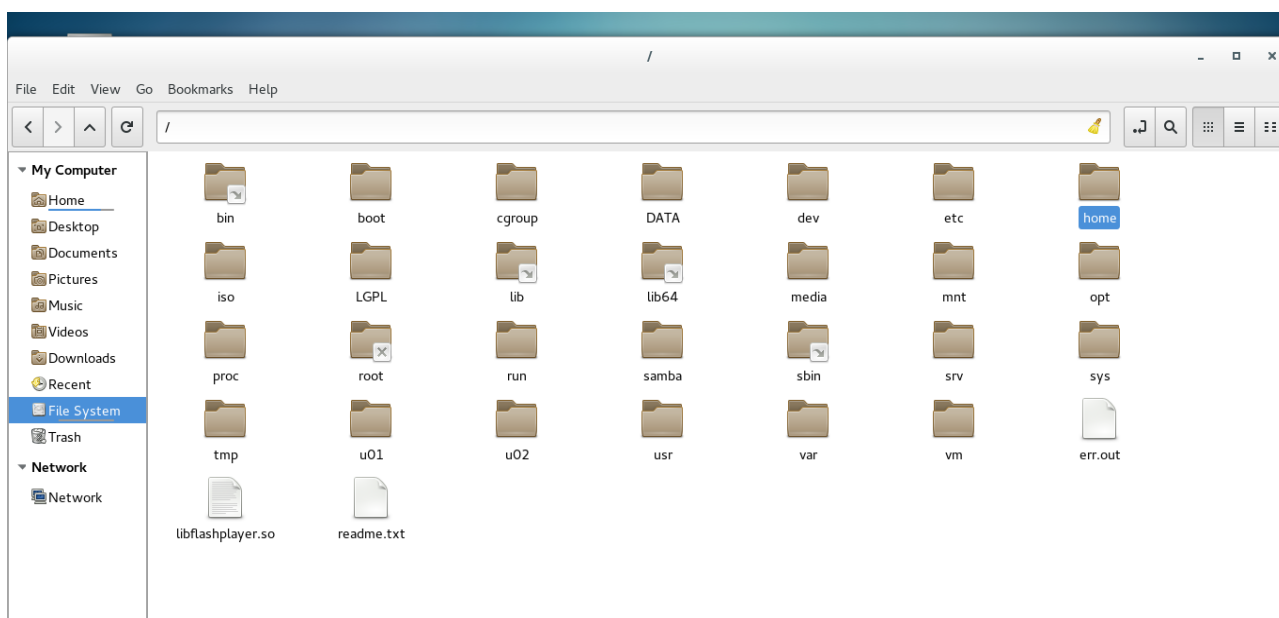 /
File Edit View Go Bookmarks Help
/
My Computer
Home
Desktop
Documents
Pictures
Music
Videos
Downloads
Recent
File System
Trash
Network
Network
bin boot cgroup DATA dev etc home
iso LGPL lib lib64 media mnt opt
proc root run samba sbin srv sys
tmp u01 u02 usr var vm err.out
libflashplayer.so readme.txt